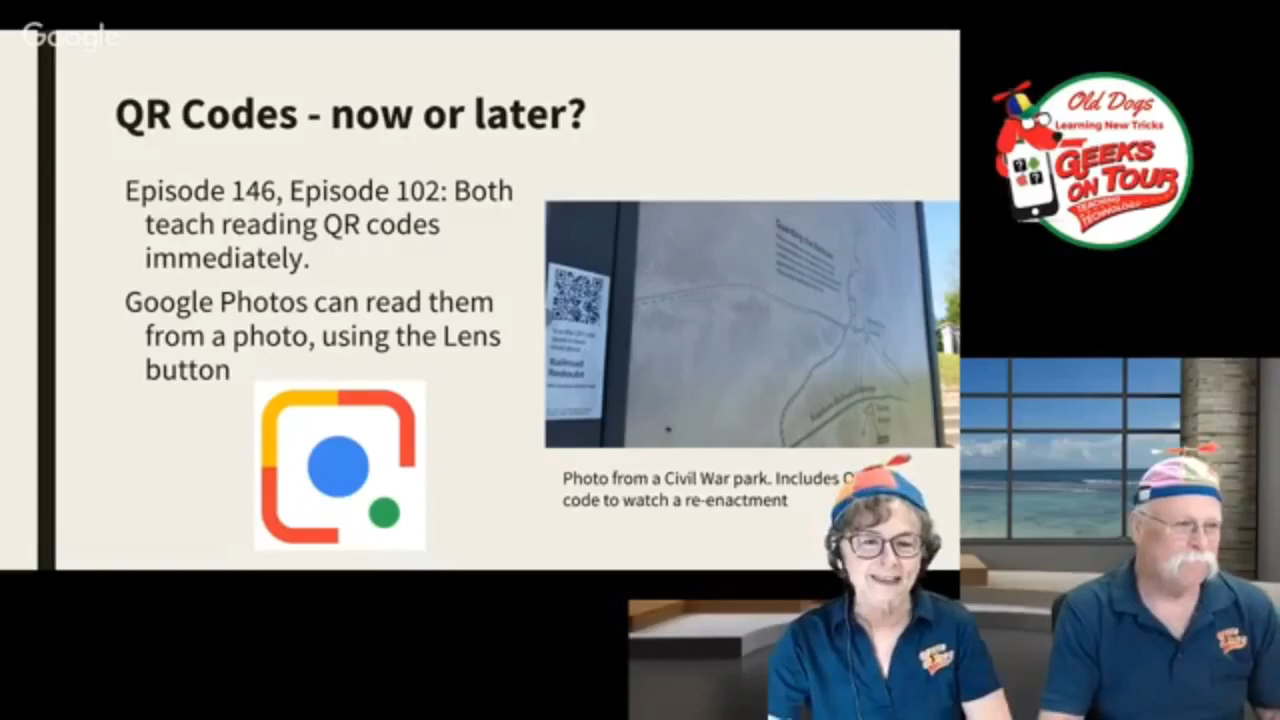 Google
QR Codes - now or later?
Episode 146, Episode 102: Both
teach reading QR codes
immediately.
Google Photos can read them
from a photo, using the Lens
button
Railroad
Redoubt
Photo from a Civil War park. Includes
code to watch a re-enactment
Old Dogs
Learning New Tricks
GEEKS
ON TOUR
TEACHING
TECHNOLOGY